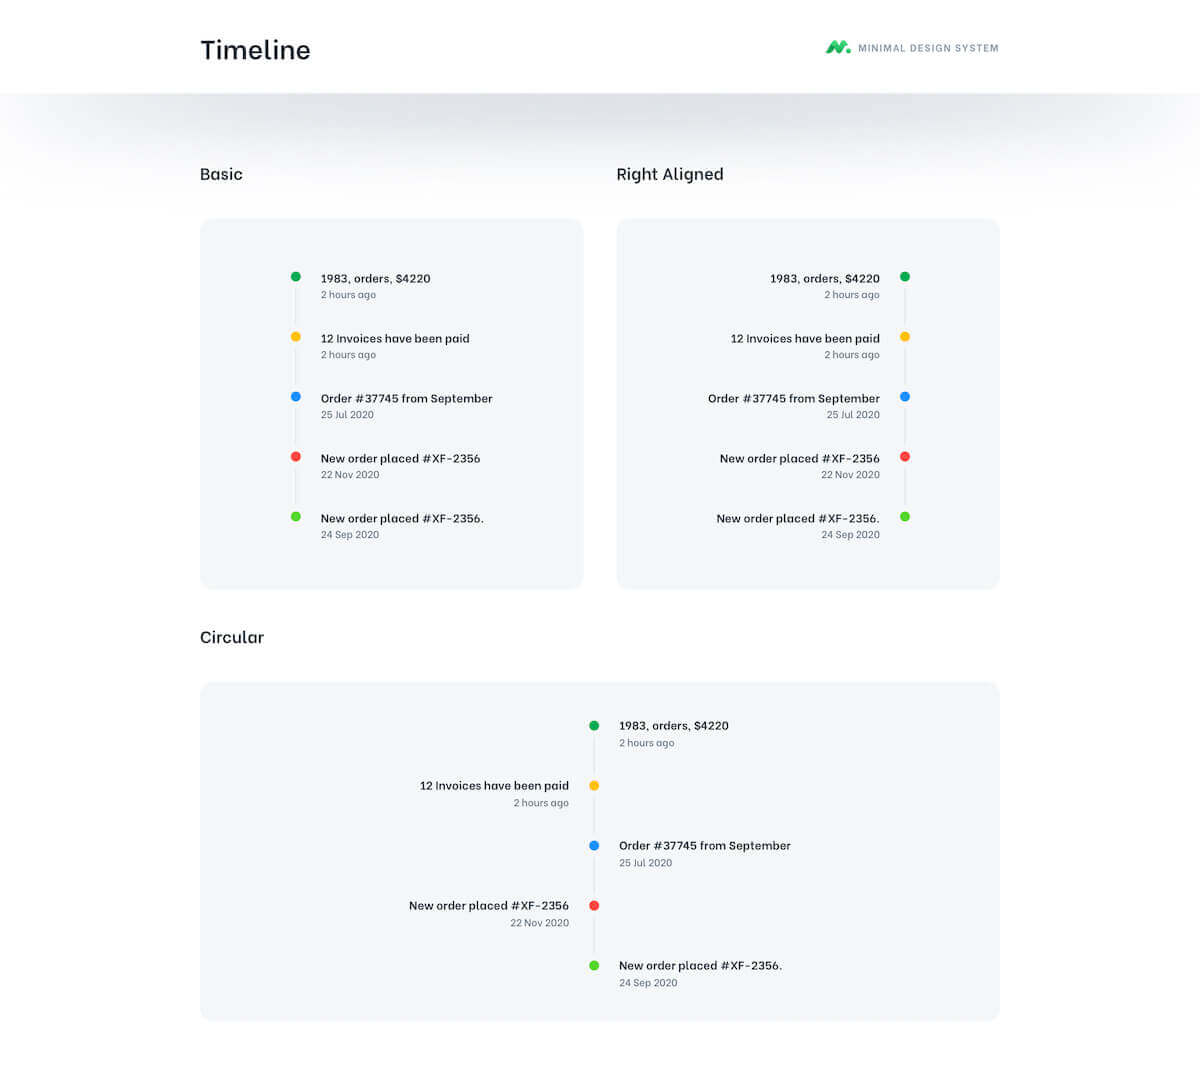 Timeline
MINIMAL DESIGN SYSTEM
Basic
1983, orders, $4220
2 hours ago
12 Invoices have been paid
2 hours ago
Order #37745 from September
25 Jul 2020
New order placed #XF-2356
22 Nov 2020
New order placed #XF-2356.
24 Sep 2020
Right Aligned
1983, orders, $4220
2 hours ago
12 Invoices have been paid
2 hours ago
Order #37745 from September
25 Jul 2020
New order placed #XF-2356
22 Nov 2020
New order placed #XF-2356.
24 Sep 2020
Circular
1983, orders, $4220
2 hours ago
12 Invoices have been paid
2 hours ago
Order #37745 from September
25 Jul 2020
New order placed #XF-2356
22 Nov 2020
New order placed #XF-2356.
24 Sep 2020